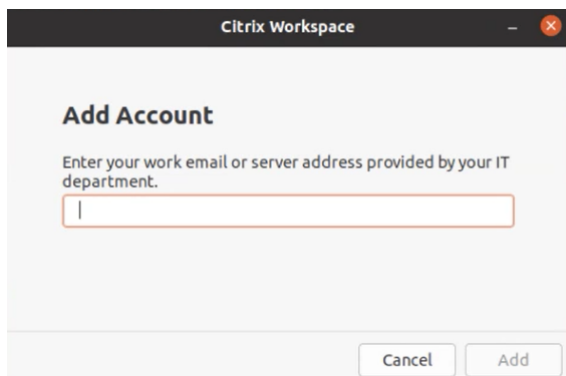 Citrix Workspace
Add Account
Enter your work email or server address provided by your IT
department.
Cancel Add